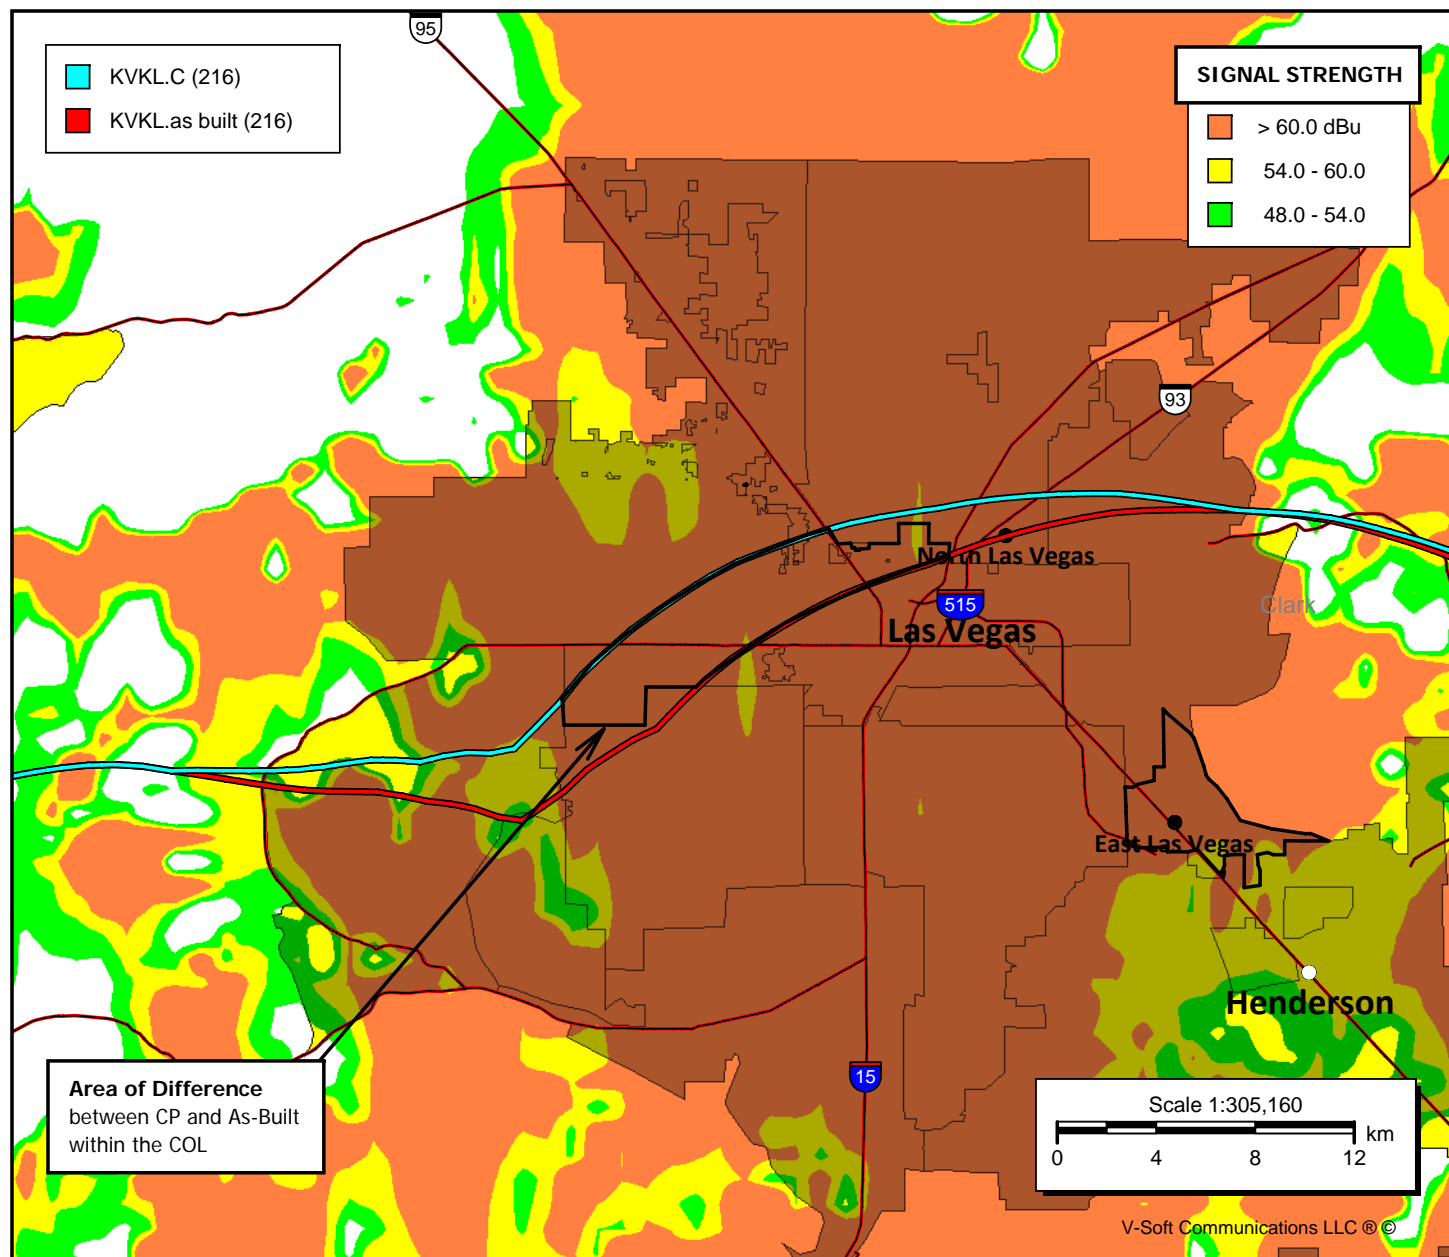 95
KVKL.C (216)
KVKL.as built (216)
SIGNAL STRENGTH
> 60.0 dBu
54.0 - 60.0
48.0 - 54.0
93
North Las Vegas
515
Clark
Las Vegas
East Las Vegas
Henderson
15
Area of Difference
between CP and As-Built
within the COL
Scale 1:305,160
km
0 4 8 12
V-Soft Communications LLC ® ©